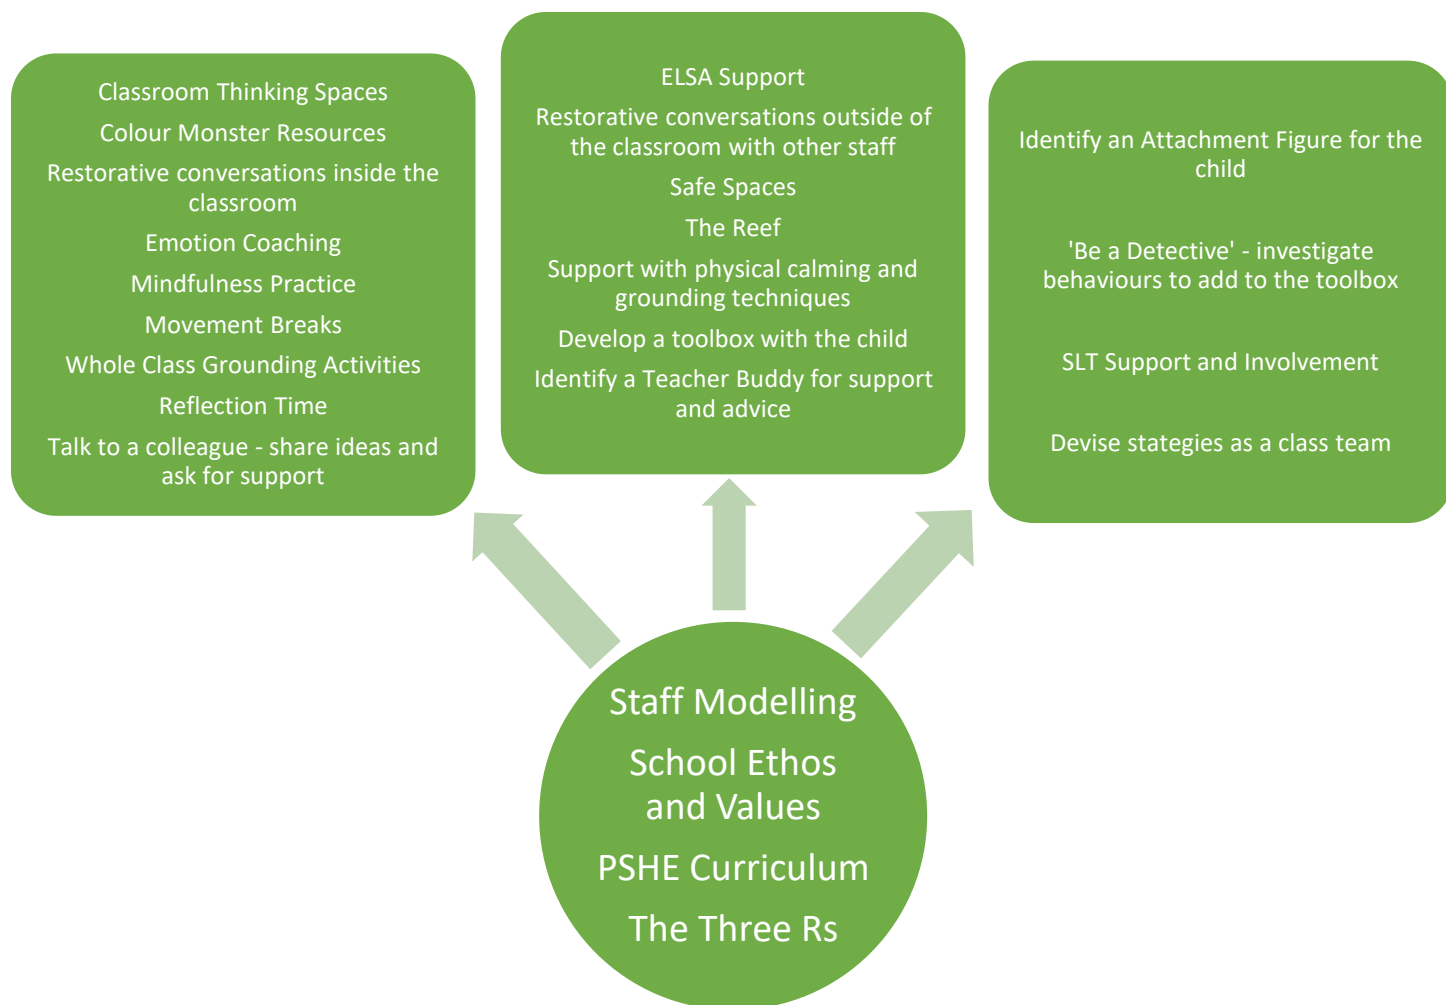 Classroom Thinking Spaces
Colour Monster Resources
Restorative conversations inside the
classroom
Emotion Coaching
Mindfulness Practice
Movement Breaks
Whole Class Grounding Activities
Reflection Time
Talk to a colleague - share ideas and
ask for support
ELSA Support
Restorative conversations outside of
the classroom with other staff
Safe Spaces
The Reef
Support with physical calming and
grounding techniques
Develop a toolbox with the child
Identify a Teacher Buddy for support
and advice
Identify an Attachment Figure for the
child
'Be a Detective' - investigate
behaviours to add to the toolbox
SLT Support and Involvement
Devise stategies as a class team
Staff Modelling
School Ethos
and Values
PSHE Curriculum
The Three Rs